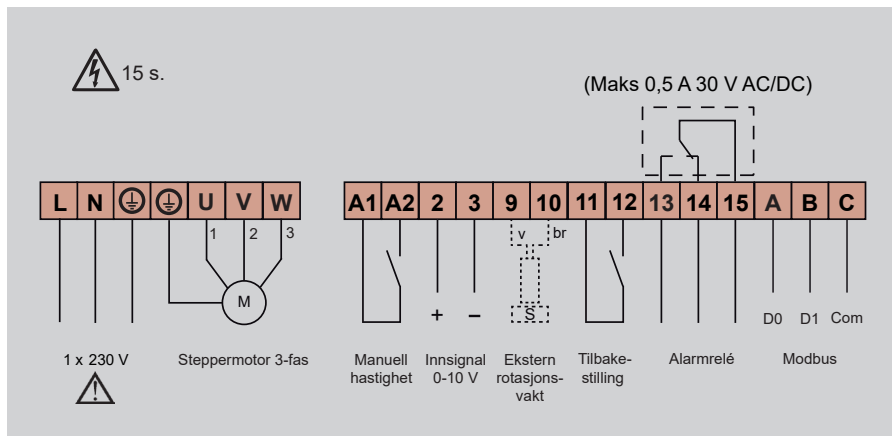 15 s.
(Maks 0,5 A 30 V AC/DC)
L N U V W
A1 A2 2 3 9 10 11 12 13 14 15 A B C
1 2 3
v br
M
S
+ –
D0 D1 Com
1 x 230 V
Steppermotor 3-fas
Manuell
hastighet
Innsignal
0-10 V
Ekstern
rotasjons-
vakt
Tilbake-
stilling
Alarmrelé
Modbus